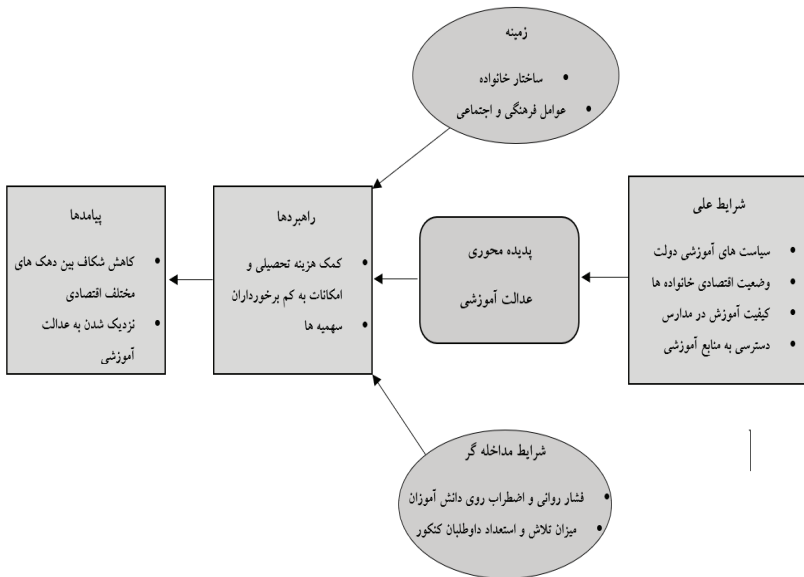 زمینه
• ساختار خانواده
• عوامل فرهنگی و اجتماعی
شرایط علی
• سیاست های آموزشی دولت
• وضعیت اقتصادی خانواده ها
• کیفیت آموزش در مدارس
• دسترسی به منابع آموزشی
پدیده محوری
عدالت آموزشی
راهبردها
• کمک هزینه تحصیلی و
امکانات به کم برخورداران
• سهمیه ها
پیامدها
• کاهش شکاف بین دهک های
مختلف اقتصادی
• نزدیک شدن به عدالت
آموزشی
شرایط مداخله گر
• فشار روانی و اضطراب روی دانش آموزان
• میزان تلاش و استعداد داوطلبان کنکور